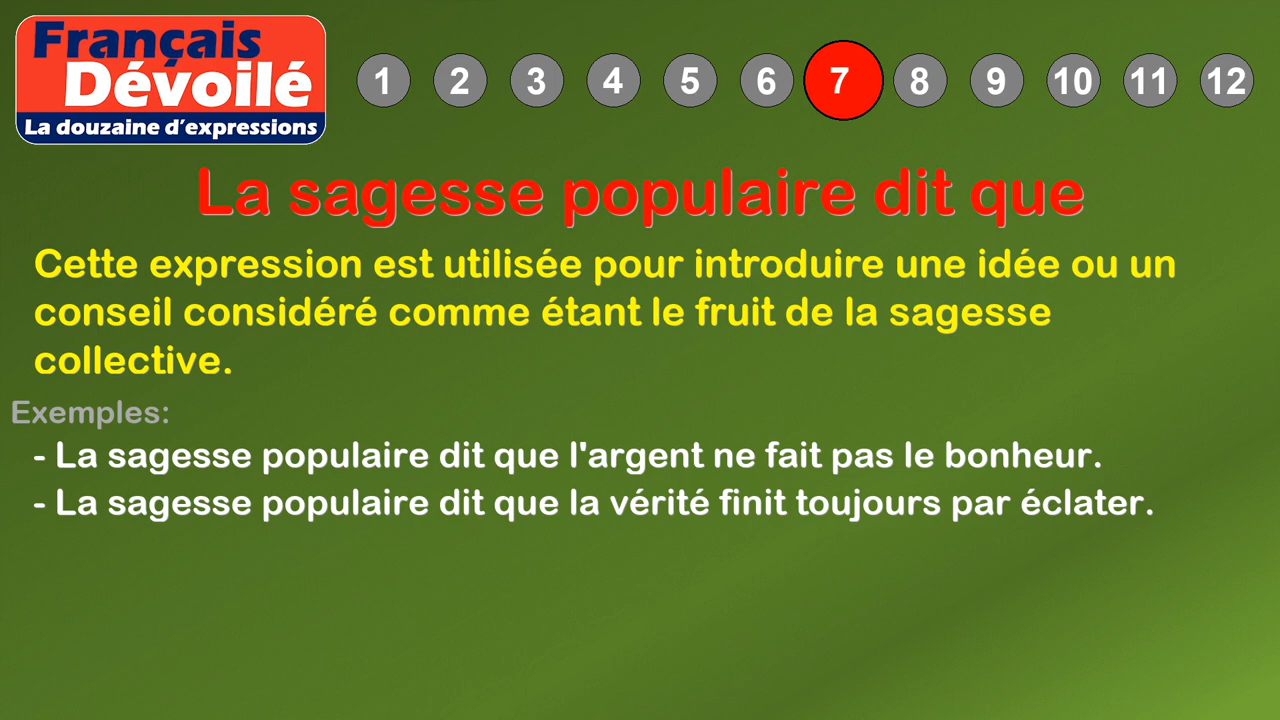 Français
Dévoilé
La douzaine d'expressions
1 2 3 4 5 6 7 8 9 10 11 12
La sagesse populaire dit que
Cette expression est utilisée pour introduire une idée ou un
conseil considéré comme étant le fruit de la sagesse
collective.
Exemples:
- La sagesse populaire dit que l'argent ne fait pas le bonheur.
- La sagesse populaire dit que la vérité finit toujours par éclater.